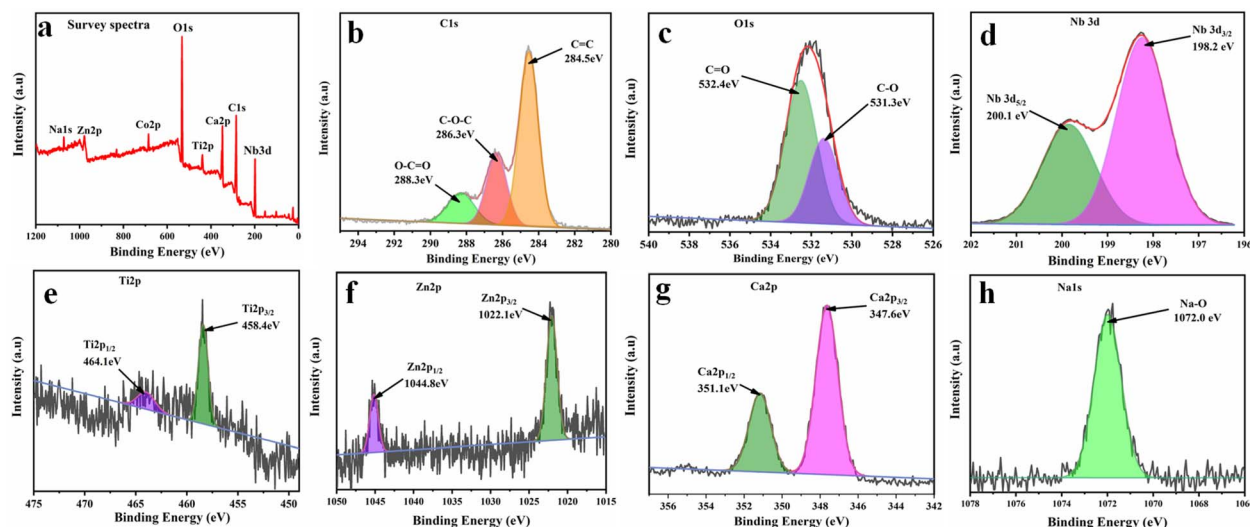 a
Survey spectra
O1s
Na1s
Zn2p
Co2p
Ti2p
Ca2p
C1s
Nb3d
Intensity (a.u)
1200 1000 800 600 400 200 0
Binding Energy (eV)
b
C1s
C=C
284.5eV
C-O-C
286.3eV
O-C=O
288.3eV
Intensity (a.u)
294 292 290 288 286 284 282 280
Binding Energy (eV)
c
O1s
C=O
532.4eV
C-O
531.3eV
Intensity (a.u)
540 538 536 534 532 530 528 526
Binding Energy (eV)
d
Nb 3d
Nb 3d3/2
198.2 eV
Nb 3d5/2
200.1 eV
Intensity (a.u)
202 201 200 199 198 197 196
Binding Energy (eV)
e
Ti2p
Ti2p3/2
458.4eV
Ti2p1/2
464.1eV
Intensity (a.u)
475 470 465 460 455 450
Binding Energy (eV)
f
Zn2p
Zn2p3/2
1022.1eV
Zn2p1/2
1044.8eV
Intensity (a.u)
1050 1045 1040 1035 1030 1025 1020 1015
Binding Energy (eV)
g
Ca2p
Ca2p3/2
347.6eV
Ca2p1/2
351.1eV
Intensity (a.u)
356 354 352 350 348 346 344 342
Binding Energy (eV)
h
Na1s
Na-O
1072.0 eV
Intensity (a.u)
1078 1076 1074 1072 1070 1068 1066
Binding Energy (eV)